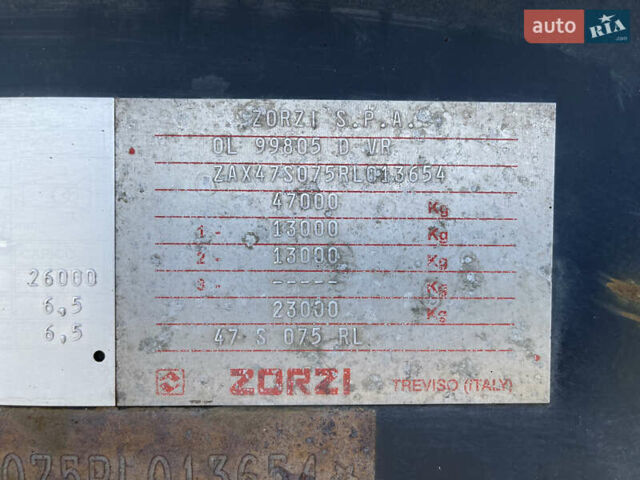 auto RIA.com
ZORZI S.P.A.
OL 99805 D VR
ZAX47S075RL013654
47000 Kg
1 - 13000 Kg
2 - 13000 Kg
3 - ----- Kg
23000 Kg
47 S 075 RL
ZORZI TREVISO (ITALY)
26000
6,5
6,5
075RL013654*